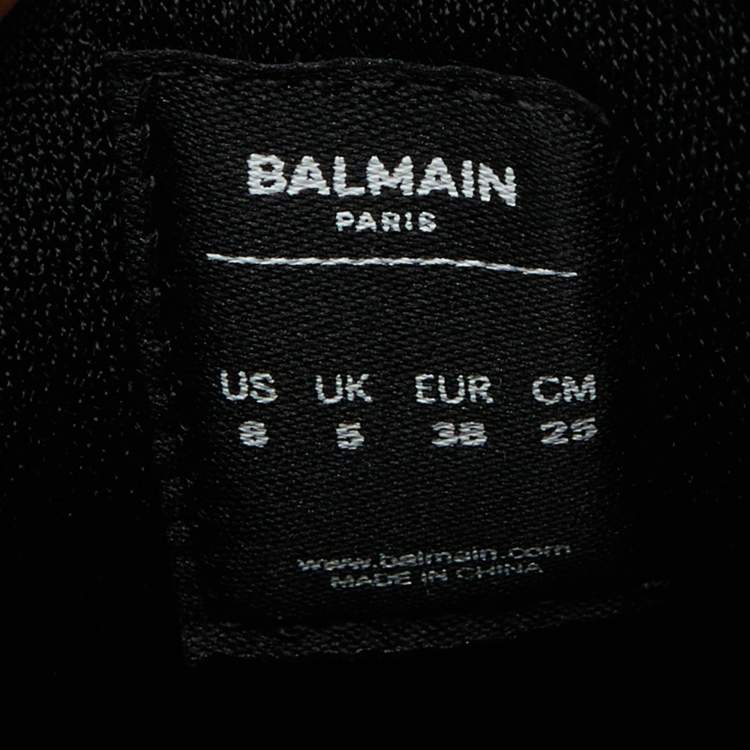 BALMAIN
PARIS
US UK EUR CM
8 5 38 25
www.balmain.com
MADE IN CHINA